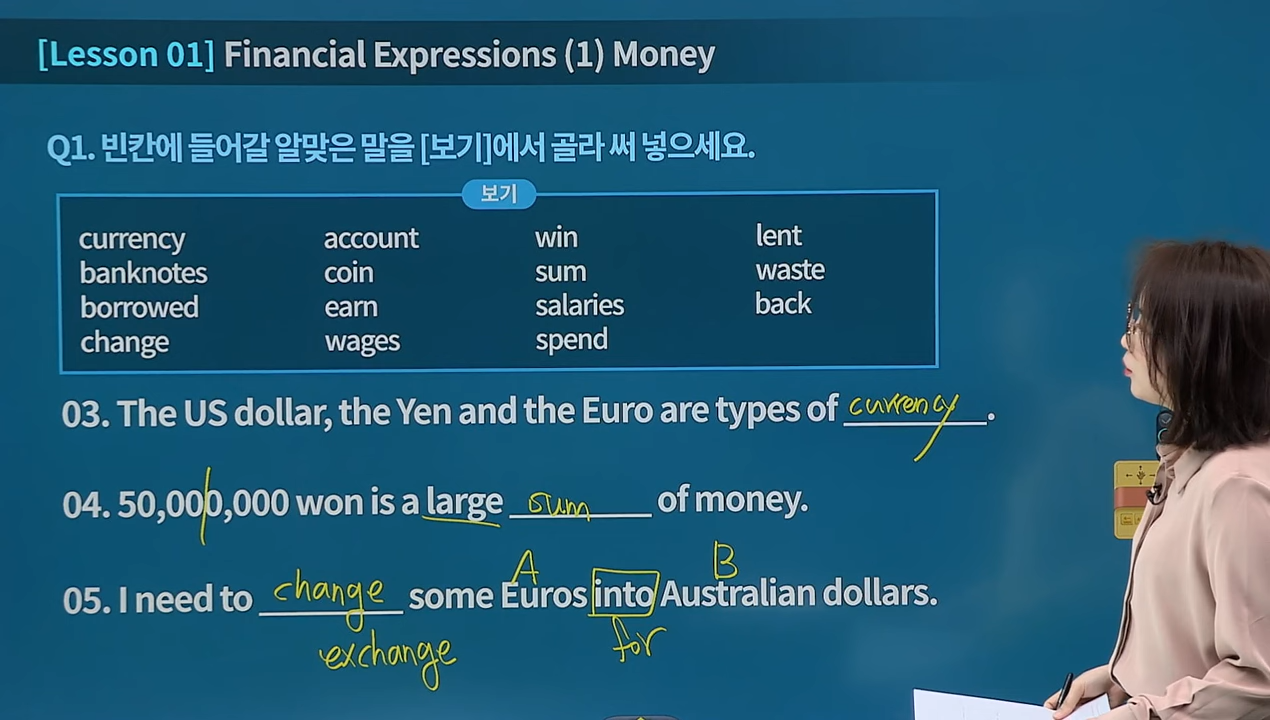 [Lesson 01] Financial Expressions (1) Money
Q1. 빈칸에 들어갈 알맞은 말을 [보기]에서 골라 써 넣으세요.
보기
currency account win lent
banknotes coin sum waste
borrowed earn salaries back
change wages spend
03. The US dollar, the Yen and the Euro are types of currency.
04. 50,000,000 won is a large sum of money.
A B
05. I need to change some Euros into Australian dollars.
exchange for